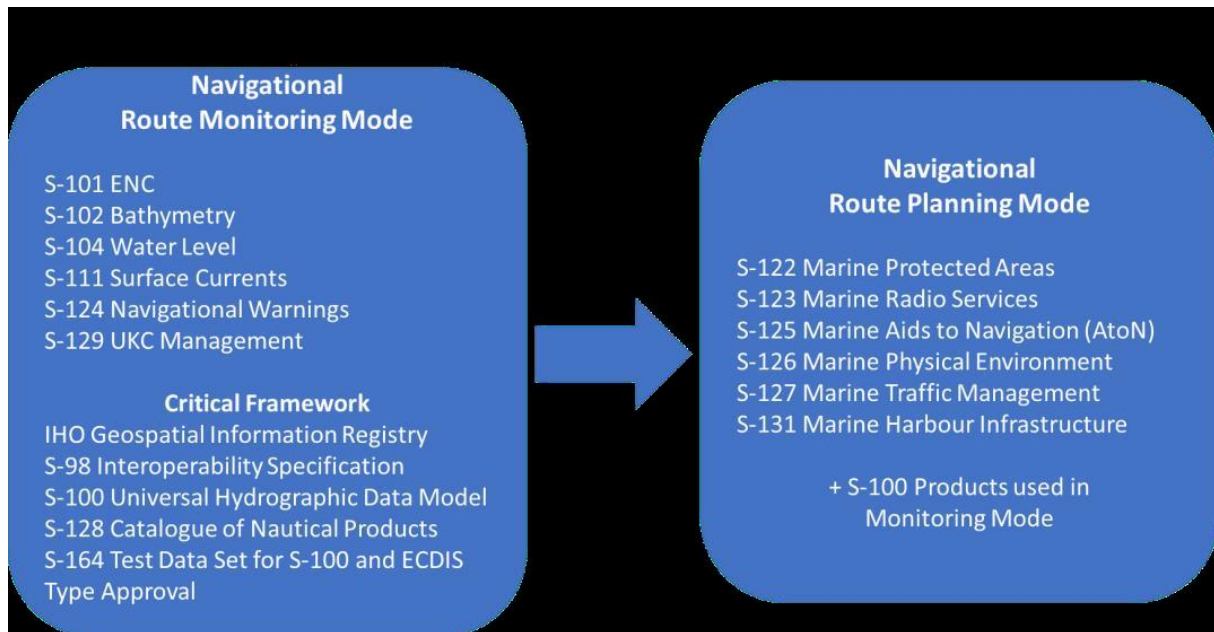 Navigational
Route Monitoring Mode
S-101 ENC
S-102 Bathymetry
S-104 Water Level
S-111 Surface Currents
S-124 Navigational Warnings
S-129 UKC Management
Critical Framework
IHO Geospatial Information Registry
S-98 Interoperability Specification
S-100 Universal Hydrographic Data Model
S-128 Catalogue of Nautical Products
S-164 Test Data Set for S-100 and ECDIS
Type Approval
Navigational
Route Planning Mode
S-122 Marine Protected Areas
S-123 Marine Radio Services
S-125 Marine Aids to Navigation (AtoN)
S-126 Marine Physical Environment
S-127 Marine Traffic Management
S-131 Marine Harbour Infrastructure
+ S-100 Products used in
Monitoring Mode